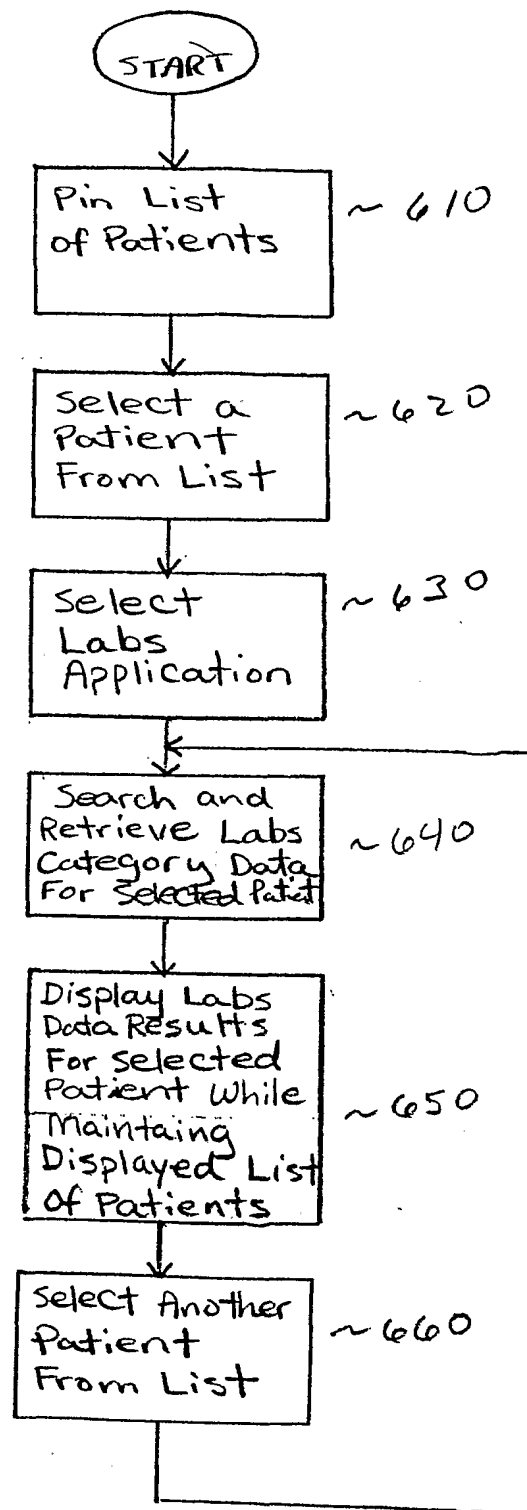 START
Pin List
of Patients
~ 610
Select a
Patient
From List
~ 620
Select
Labs
Application
~ 630
Search and
Retrieve Labs
Category Data
For Selected Patient
~ 640
Display Labs
Data Results
For Selected
Patient While
Maintaing
Displayed List
Of Patients
~ 650
Select Another
Patient
From List
~ 660